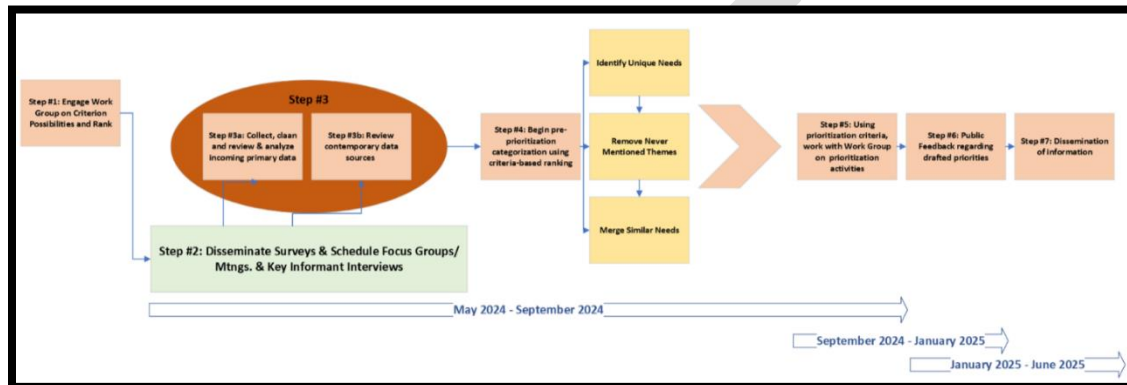 Step #1: Engage Work
Group on Criterion
Possibilities and Rank
Step #3
Step #3a: Collect, clean
and review & analyze
incoming primary data
Step #3b: Review
contemporary data
sources
Step #2: Disseminate Surveys & Schedule Focus Groups/
Mtngs. & Key Informant Interviews
Step #4: Begin pre-
prioritization categorization
using criteria-based ranking
Identify Unique Needs
Remove Never
Mentioned Themes
Merge Similar Needs
Step #5: Using
prioritization criteria,
work with Work Group
on prioritization
activities
Step #6: Public
Feedback regarding
drafted priorities
Step #7: Dissemination
of information
May 2024 - September 2024
September 2024 - January 2025
January 2025 - June 2025